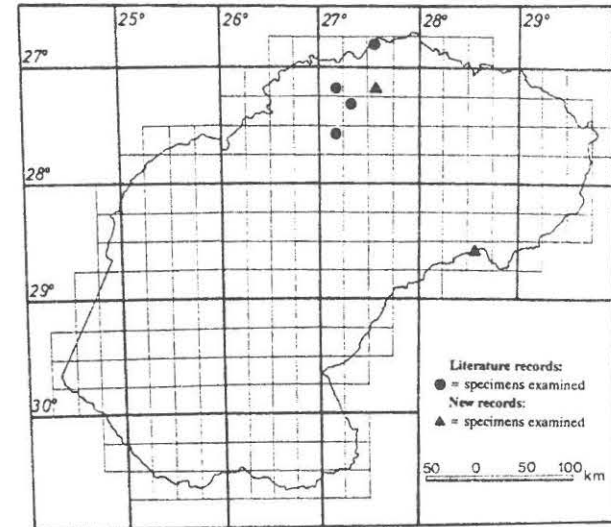 25° 26° 27° 28° 29°
27°
28°
29°
30°
Literature records:
● = specimens examined
New records:
▲ = specimens examined
50 0 50 100 km